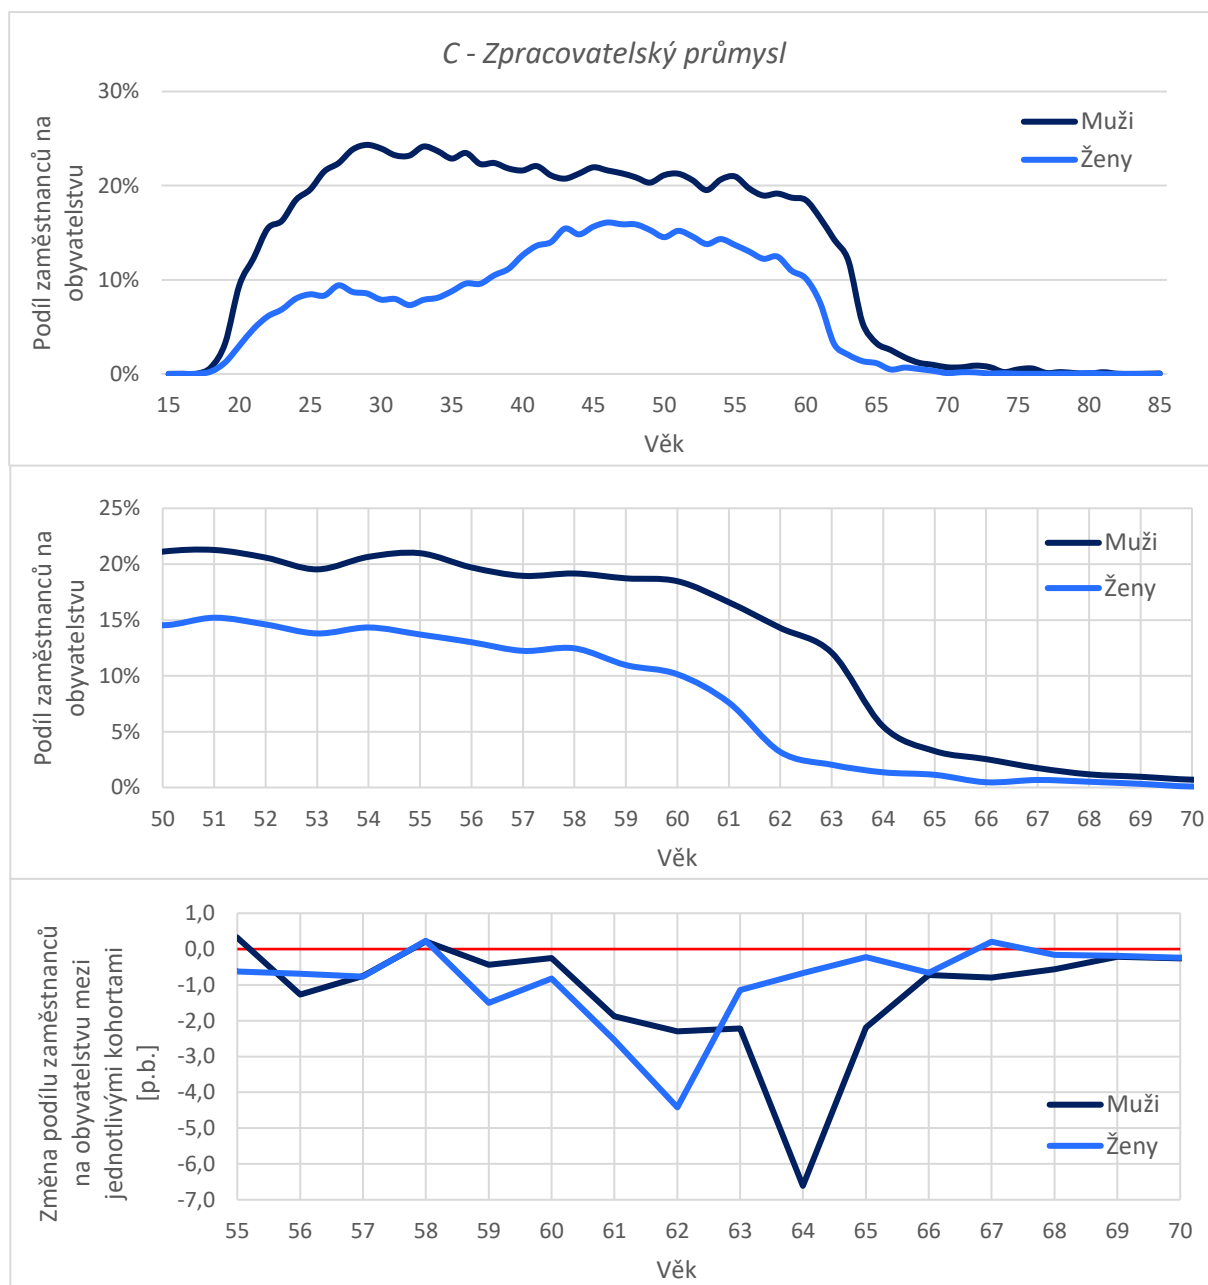 C - Zpracovatelský průmysl
Podíl zaměstnanců na
obyvatelstvu
30%
20%
10%
0%
Muži
Ženy
15 20 25 30 35 40 45 50 55 60 65 70 75 80 85
Věk
Podíl zaměstnanců na
obyvatelstvu
25%
20%
15%
10%
5%
0%
Muži
Ženy
50 51 52 53 54 55 56 57 58 59 60 61 62 63 64 65 66 67 68 69 70
Věk
Změna podílu zaměstnanců
na obyvatelstvu mezi
jednotlivými kohortami
[p.b.]
1,0
0,0
-1,0
-2,0
-3,0
-4,0
-5,0
-6,0
-7,0
Muži
Ženy
55 56 57 58 59 60 61 62 63 64 65 66 67 68 69 70
Věk